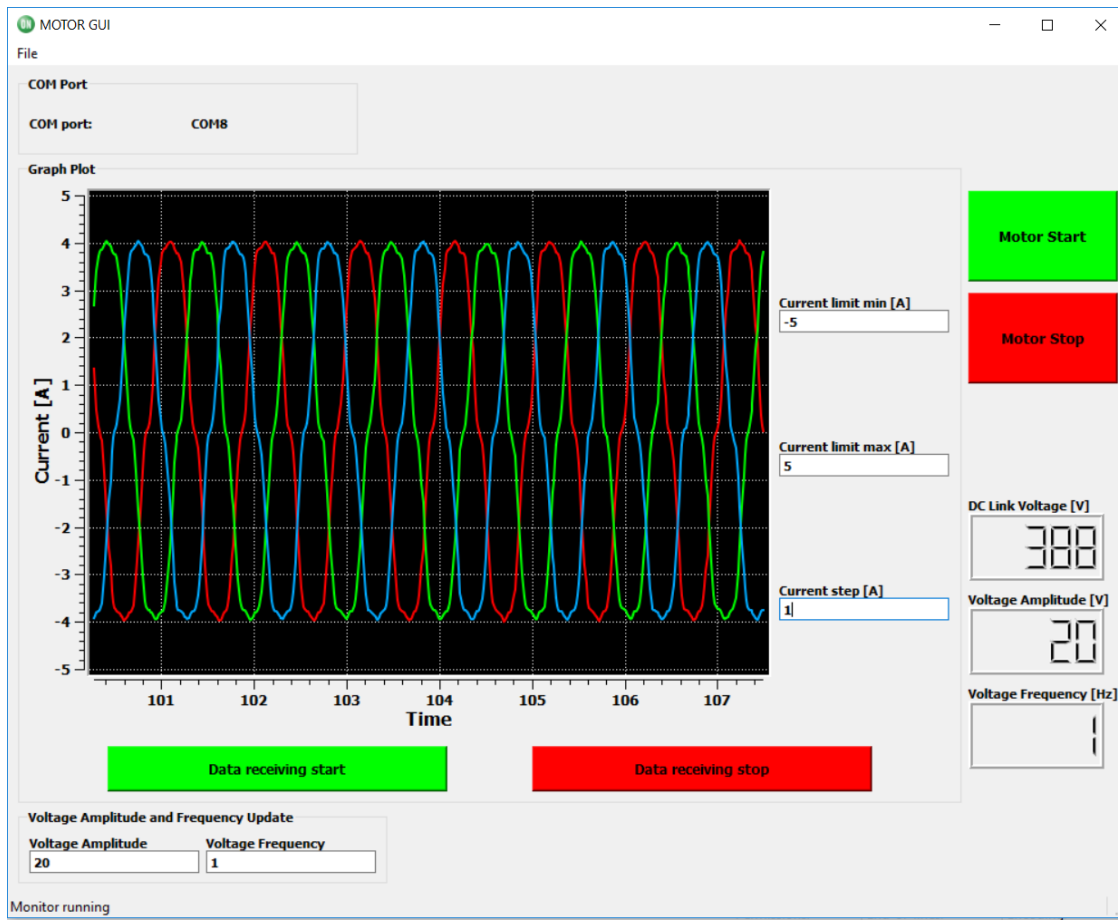 ON MOTOR GUI
File
COM Port
COM port: COM8
Graph Plot
5
4
3
2
1
0
-1
-2
-3
-4
-5
Current [A]
101 102 103 104 105 106 107
Time
Current limit min [A]
-5
Current limit max [A]
5
Current step [A]
1
Motor Start
Motor Stop
DC Link Voltage [V]
388
Voltage Amplitude [V]
20
Voltage Frequency [Hz]
1
Data receiving start
Data receiving stop
Voltage Amplitude and Frequency Update
Voltage Amplitude Voltage Frequency
20 1
Monitor running